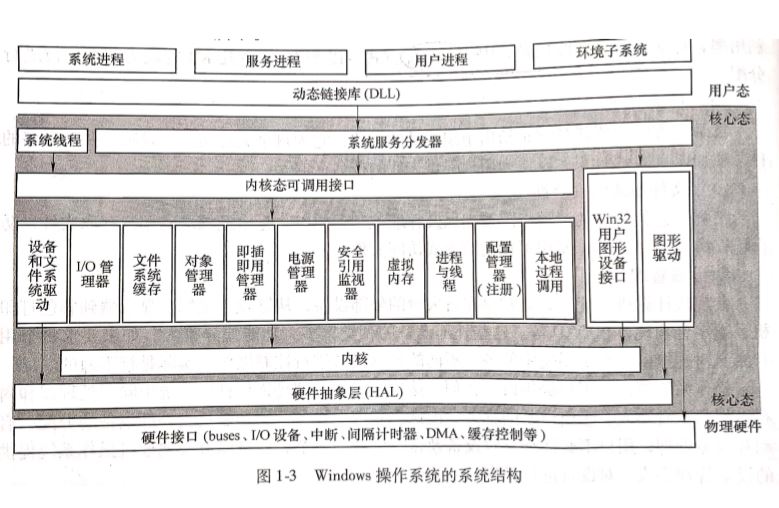 系统进程
服务进程
用户进程
环境子系统
动态链接库(DLL)
用户态
核心态
系统线程
系统服务分发器
内核态可调用接口
设备
和文
件系
统驱
动
I/O 管
理器
文件
系统
缓存
对象
管理
器
即插
即用
管理
器
电源
管理
器
安全
引用
监视
器
虚拟
内存
进程
与线
程
配置
管理
器
(注册)
本地
过程
调用
Win32
用户
图形
设备
接口
图形
驱动
内核
硬件抽象层(HAL)
核心态
物理硬件
硬件接口(buses、I/O 设备、中断、间隔计时器、DMA、缓存控制等)
图 1-3 Windows 操作系统的系统结构